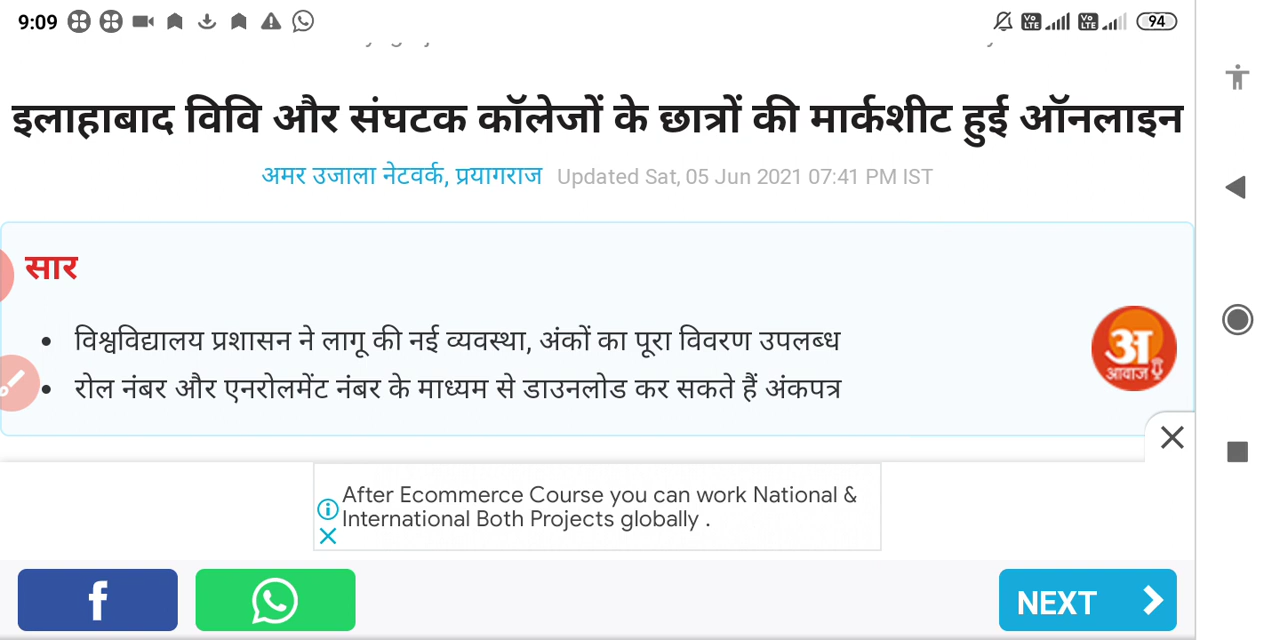 9:09
94
इलाहाबाद विवि और संघटक कॉलेजों के छात्रों की मार्कशीट हुई ऑनलाइन
अमर उजाला नेटवर्क, प्रयागराज Updated Sat, 05 Jun 2021 07:41 PM IST
सार
विश्वविद्यालय प्रशासन ने लागू की नई व्यवस्था, अंकों का पूरा विवरण उपलब्ध
रोल नंबर और एनरोलमेंट नंबर के माध्यम से डाउनलोड कर सकते हैं अंकपत्र
अ
आवाज
After Ecommerce Course you can work National &
International Both Projects globally .
NEXT